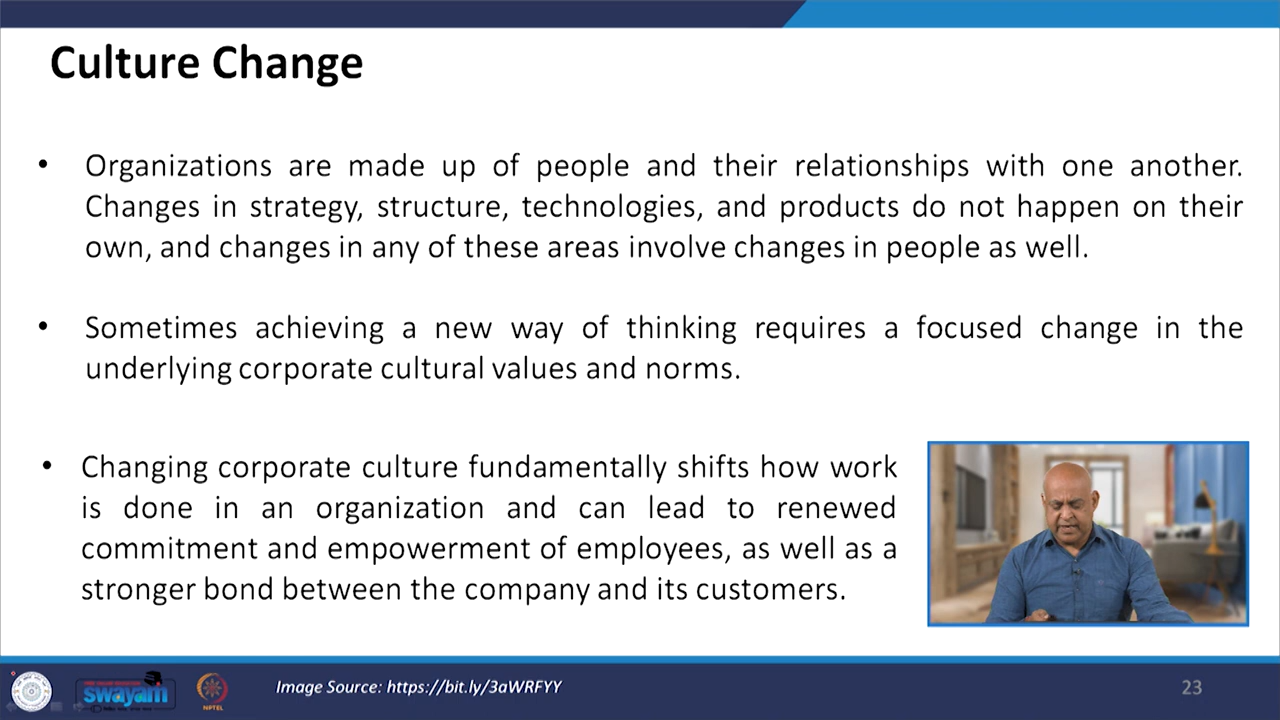 Culture Change
• Organizations are made up of people and their relationships with one another.
Changes in strategy, structure, technologies, and products do not happen on their
own, and changes in any of these areas involve changes in people as well.
• Sometimes achieving a new way of thinking requires a focused change in the
underlying corporate cultural values and norms.
• Changing corporate culture fundamentally shifts how work
is done in an organization and can lead to renewed
commitment and empowerment of employees, as well as a
stronger bond between the company and its customers.
swayam
NPTEL
Image Source: https://bit.ly/3aWRFYY
23